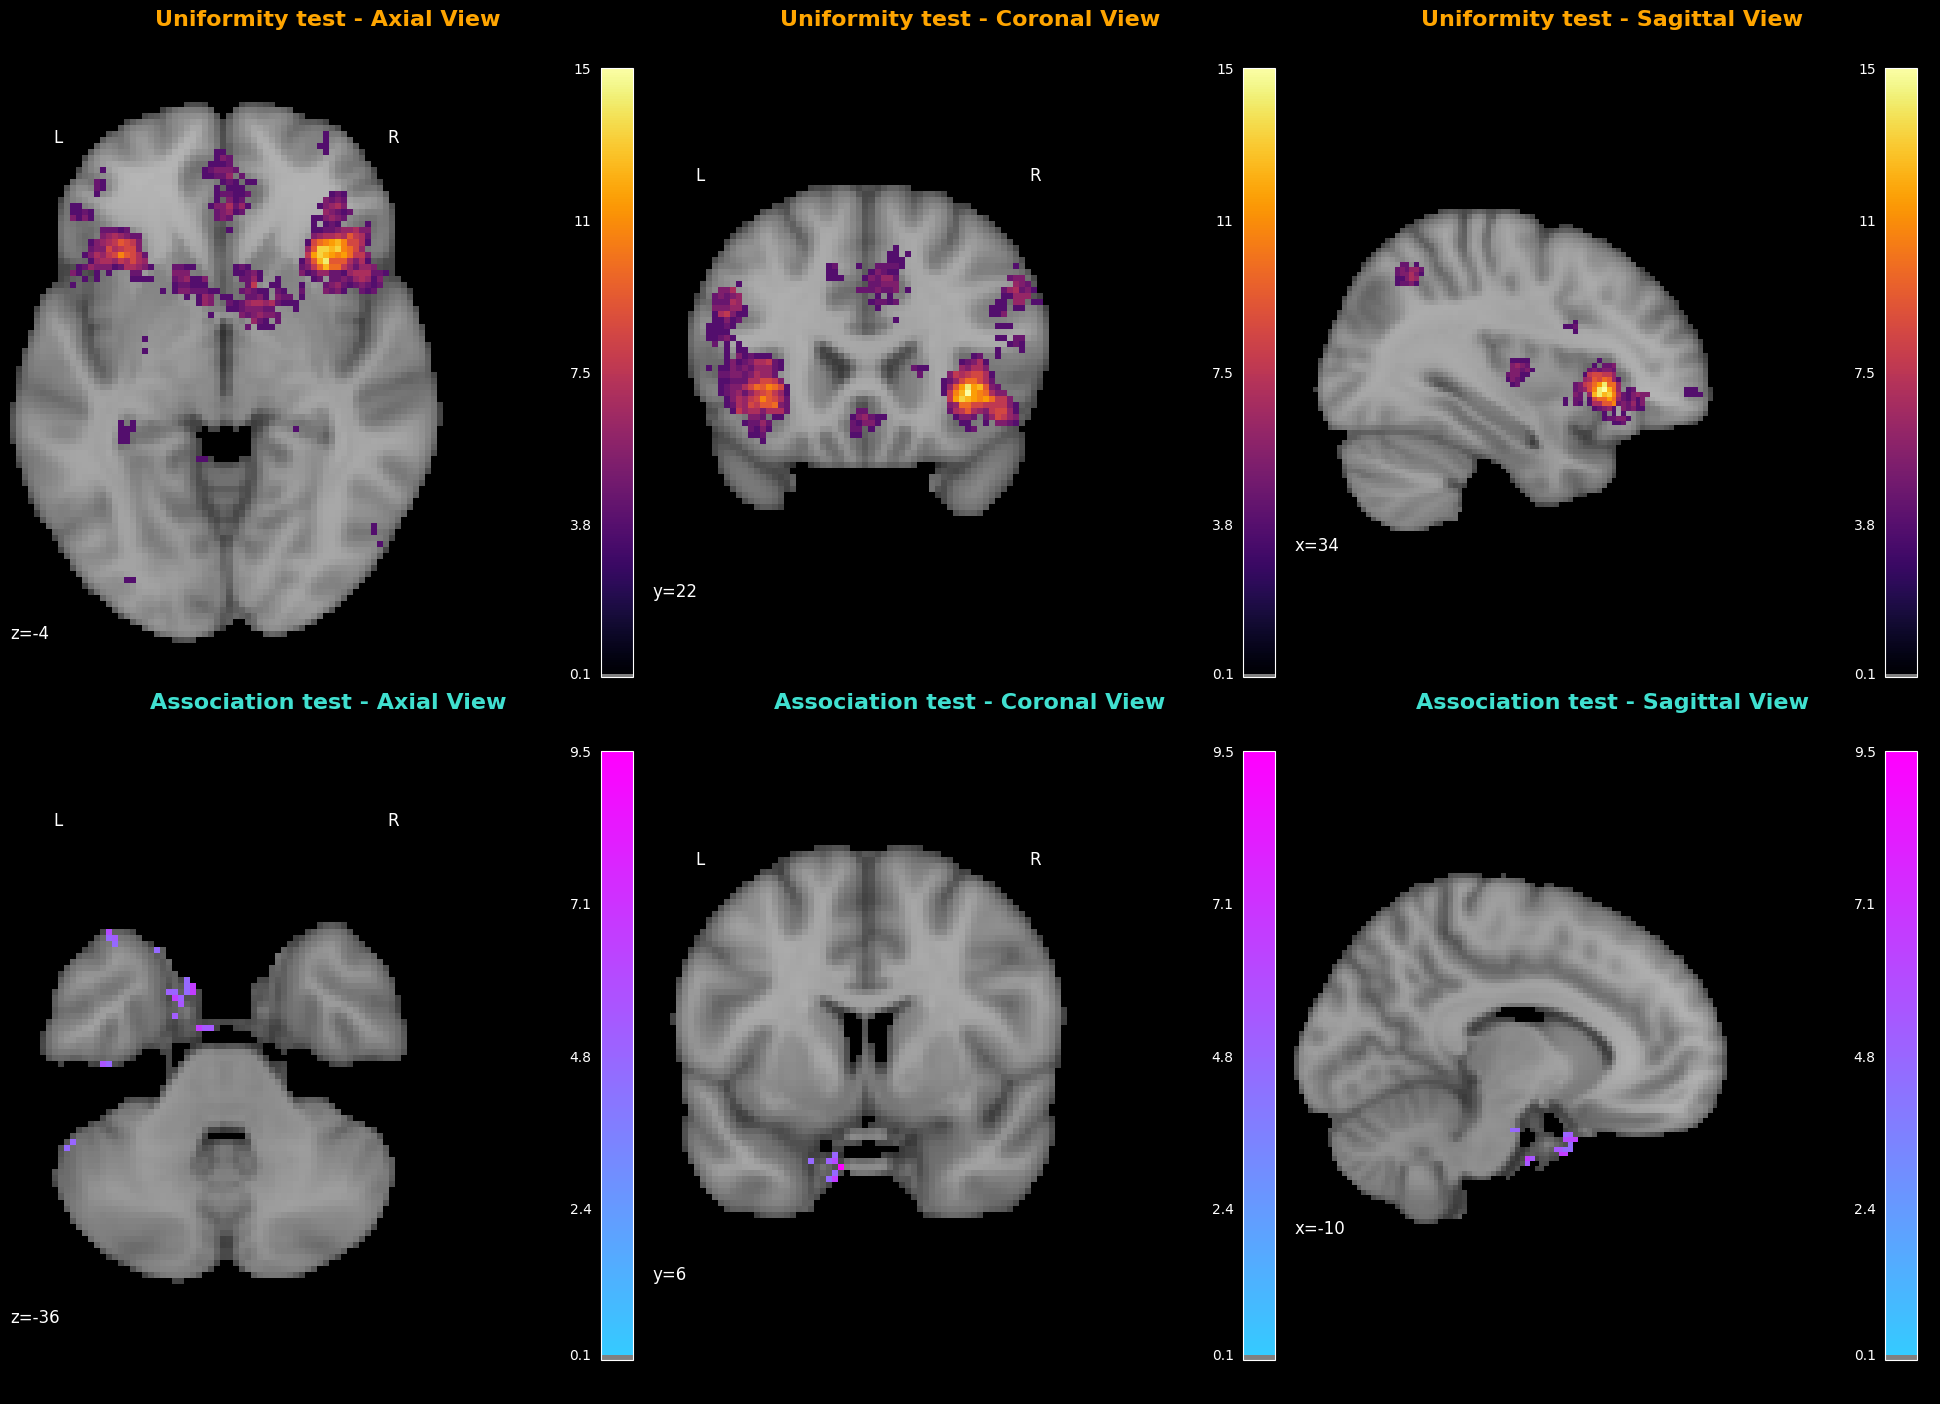 Uniformity test - Axial View
Uniformity test - Coronal View
Uniformity test - Sagittal View
L
R
15
11
7.5
3.8
0.1
z=-4
L
R
15
11
7.5
3.8
0.1
y=22
15
11
7.5
3.8
0.1
x=34
Association test - Axial View
Association test - Coronal View
Association test - Sagittal View
L
R
9.5
7.1
4.8
2.4
0.1
z=-36
L
R
9.5
7.1
4.8
2.4
0.1
y=6
9.5
7.1
4.8
2.4
0.1
x=-10